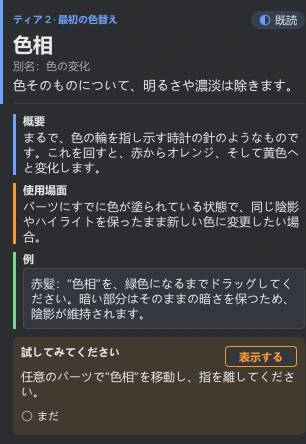 ティア 2・最初の色替え
既読
色相
別名：色の変化
色そのものについて、明るさや濃淡は除きます。
概要
まるで、色の輪を指し示す時計の針のようなもので
す。これを回すと、赤からオレンジ、そして黄色へ
と変化します。
使用場面
パーツにすでに色が塗られている状態で、同じ陰影
やハイライトを保ったまま新しい色に変更したい場
合。
例
赤髪：“色相”を、緑色になるまでドラッグしてく
ださい。暗い部分はそのままの暗さを保つため、
陰影が維持されます。
試してみてください
表示する
任意のパーツで“色相”を移動し、指を離してくださ
い。
まだ